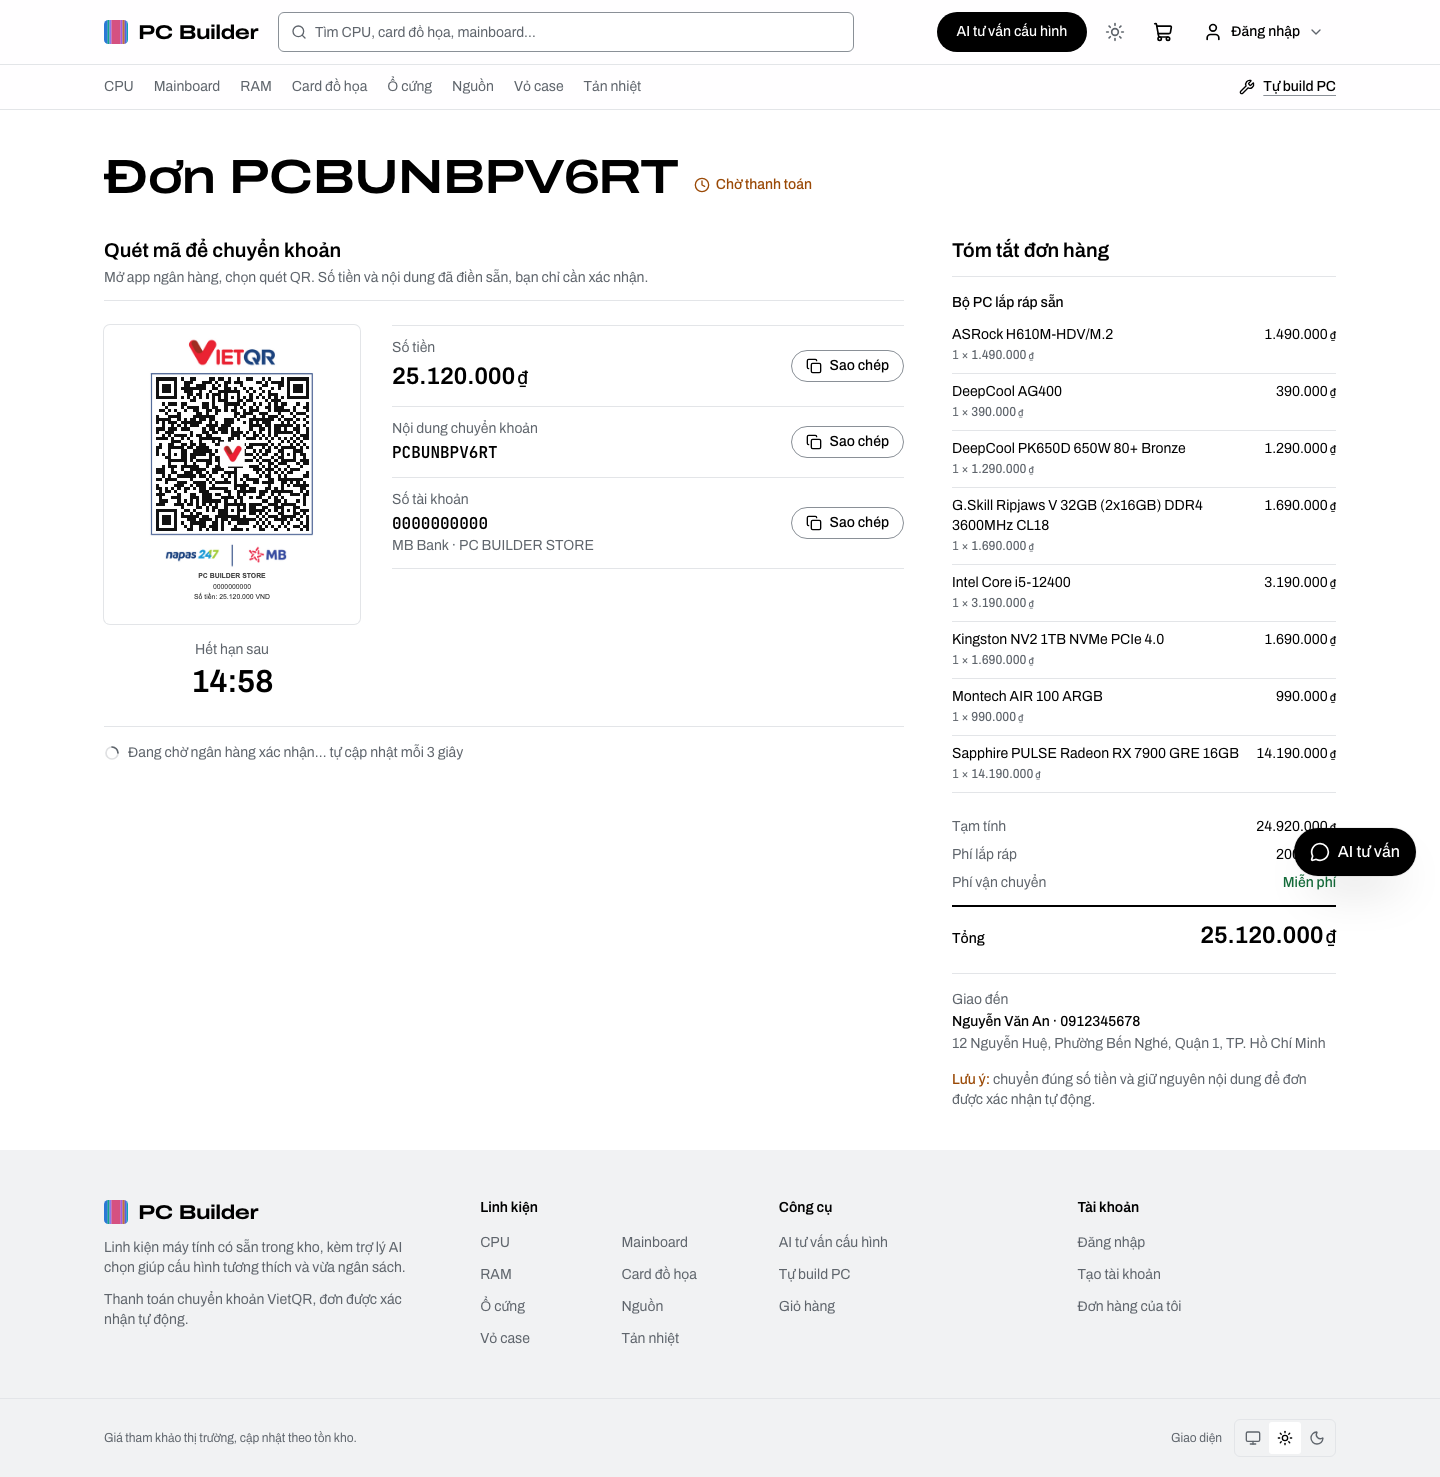 PC Builder
Tìm CPU, card đồ họa, mainboard...
AI tư vấn cấu hình
Đăng nhập
CPU
Mainboard
RAM
Card đồ họa
Ổ cứng
Nguồn
Vỏ case
Tản nhiệt
Tự build PC
Đơn PCBUNBPV6RT
Chờ thanh toán
Quét mã để chuyển khoản
Mở app ngân hàng, chọn quét QR. Số tiền và nội dung đã điền sẵn, bạn chỉ cần xác nhận.
VIETQR
napas 247
MB
PC BUILDER STORE
0000000000
Số tiền: 25.120.000 VND
Hết hạn sau
14:58
Số tiền
25.120.000₫
Sao chép
Nội dung chuyển khoản
PCBUNBPV6RT
Sao chép
Số tài khoản
0000000000
MB Bank · PC BUILDER STORE
Sao chép
Đang chờ ngân hàng xác nhận... tự cập nhật mỗi 3 giây
Tóm tắt đơn hàng
Bộ PC lắp ráp sẵn
ASRock H610M-HDV/M.2 1.490.000₫
1 × 1.490.000₫
DeepCool AG400 390.000₫
1 × 390.000₫
DeepCool PK650D 650W 80+ Bronze 1.290.000₫
1 × 1.290.000₫
G.Skill Ripjaws V 32GB (2x16GB) DDR4 1.690.000₫
3600MHz CL18
1 × 1.690.000₫
Intel Core i5-12400 3.190.000₫
1 × 3.190.000₫
Kingston NV2 1TB NVMe PCIe 4.0 1.690.000₫
1 × 1.690.000₫
Montech AIR 100 ARGB 990.000₫
1 × 990.000₫
Sapphire PULSE Radeon RX 7900 GRE 16GB 14.190.000₫
1 × 14.190.000₫
Tạm tính 24.920.000₫
Phí lắp ráp
AI tư vấn
Phí vận chuyển Miễn phí
Tổng 25.120.000₫
Giao đến
Nguyễn Văn An · 0912345678
12 Nguyễn Huệ, Phường Bến Nghé, Quận 1, TP. Hồ Chí Minh
Lưu ý: chuyển đúng số tiền và giữ nguyên nội dung để đơn
được xác nhận tự động.
PC Builder
Linh kiện máy tính có sẵn trong kho, kèm trợ lý AI
chọn giúp cấu hình tương thích và vừa ngân sách.
Thanh toán chuyển khoản VietQR, đơn được xác
nhận tự động.
Linh kiện
CPU
Mainboard
RAM
Card đồ họa
Ổ cứng
Nguồn
Vỏ case
Tản nhiệt
Công cụ
AI tư vấn cấu hình
Tự build PC
Giỏ hàng
Tài khoản
Đăng nhập
Tạo tài khoản
Đơn hàng của tôi
Giá tham khảo thị trường, cập nhật theo tồn kho.
Giao diện